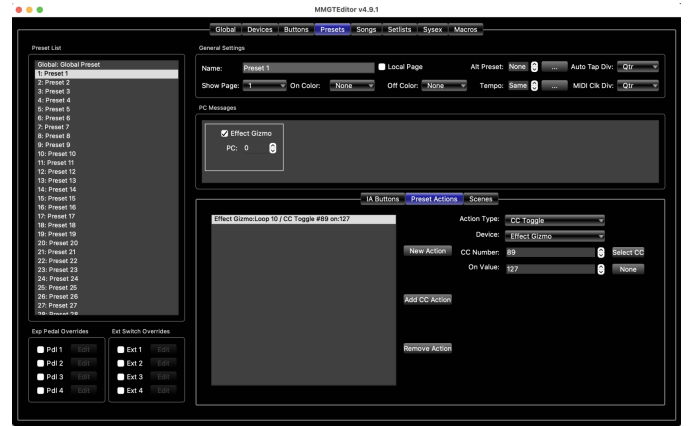 MMGTEditor v4.9.1
Global Devices Buttons Presets Songs Setlists Sysex Macros
Preset List
Global: Global Preset
1: Preset 1
2: Preset 2
3: Preset 3
4: Preset 4
5: Preset 5
6: Preset 6
7: Preset 7
8: Preset 8
9: Preset 9
10: Preset 10
11: Preset 11
12: Preset 12
13: Preset 13
14: Preset 14
15: Preset 15
16: Preset 16
17: Preset 17
18: Preset 18
19: Preset 19
20: Preset 20
21: Preset 21
22: Preset 22
23: Preset 23
24: Preset 24
25: Preset 25
26: Preset 26
27: Preset 27
28: Preset 28
Exp Pedal Overrides
Pdl 1 Edit
Pdl 2 Edit
Pdl 3 Edit
Pdl 4 Edit
Ext Switch Overrides
Ext 1 Edit
Ext 2 Edit
Ext 3 Edit
Ext 4 Edit
General Settings
Name: Preset 1 Local Page Alt Preset: None ... Auto Tap Div: Qtr
Show Page: 1 On Color: None Off Color: None Tempo: Same ... MIDI Clk Div: Qtr
PC Messages
Effect Gizmo
PC: 0
IA Buttons Preset Actions Scenes
Effect Gizmo:Loop 10 / CC Toggle #89 on:127
New Action
Add CC Action
Remove Action
Action Type: CC Toggle
Device: Effect Gizmo
CC Number: 89 Select CC
On Value: 127 None